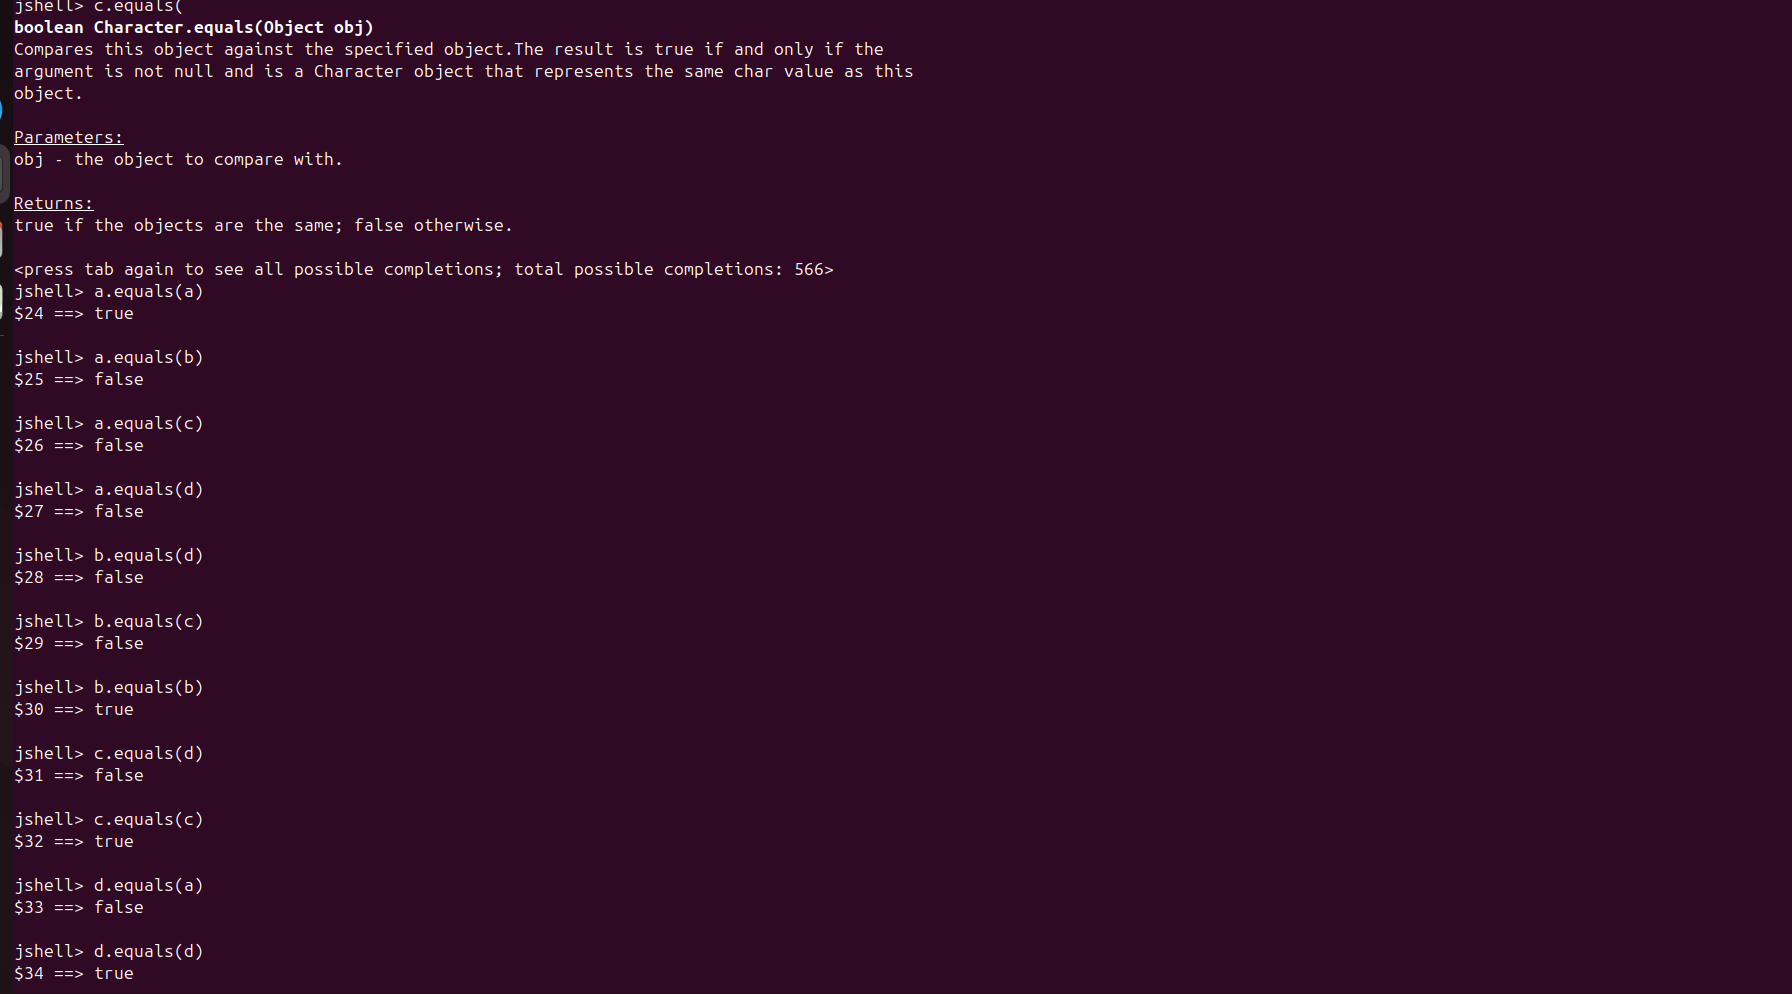 jshell> c.equals(
boolean Character.equals(Object obj)
Compares this object against the specified object.The result is true if and only if the
argument is not null and is a Character object that represents the same char value as this
object.
Parameters:
obj - the object to compare with.
Returns:
true if the objects are the same; false otherwise.
<press tab again to see all possible completions; total possible completions: 566>
jshell> a.equals(a)
$24 ==> true
jshell> a.equals(b)
$25 ==> false
jshell> a.equals(c)
$26 ==> false
jshell> a.equals(d)
$27 ==> false
jshell> b.equals(d)
$28 ==> false
jshell> b.equals(c)
$29 ==> false
jshell> b.equals(b)
$30 ==> true
jshell> c.equals(d)
$31 ==> false
jshell> c.equals(c)
$32 ==> true
jshell> d.equals(a)
$33 ==> false
jshell> d.equals(d)
$34 ==> true